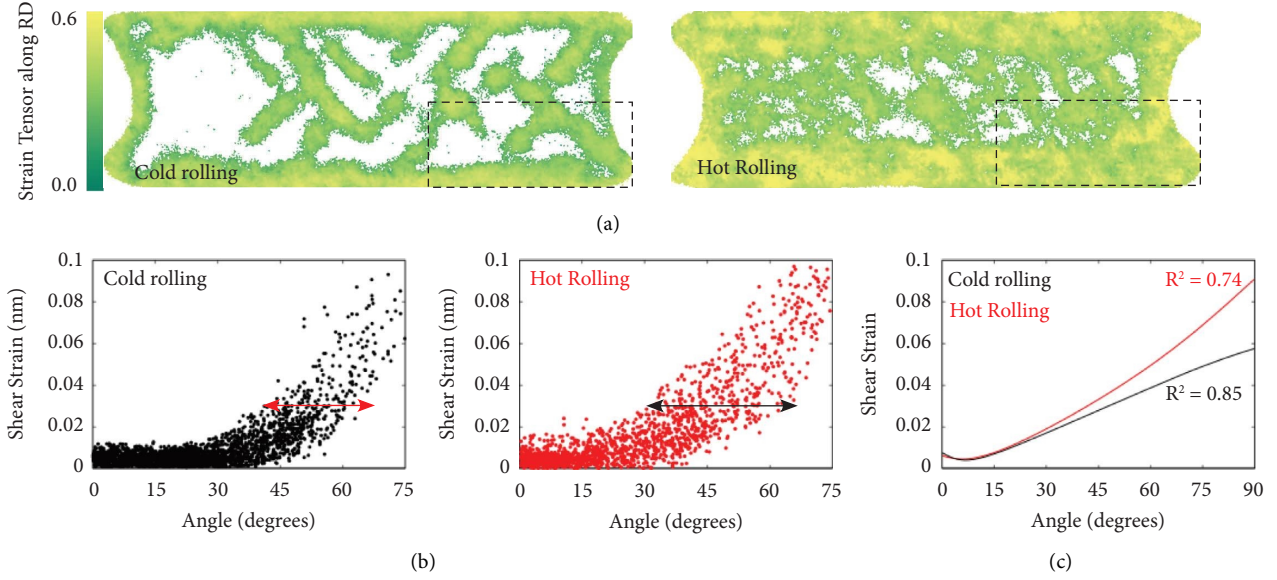 Strain Tensor along RD
0.6
0.0
Cold rolling
Hot Rolling
(a)
Shear Strain (nm)
0.1
0.08
0.06
0.04
0.02
0
Cold rolling
0 15 30 45 60 75
Angle (degrees)
Shear Strain (nm)
0.1
0.08
0.06
0.04
0.02
0
Hot Rolling
0 15 30 45 60 75
Angle (degrees)
(b)
Shear Strain
0.1
0.08
0.06
0.04
0.02
0
Cold rolling
Hot Rolling
R² = 0.74
R² = 0.85
0 15 30 45 60 75 90
Angle (degrees)
(c)